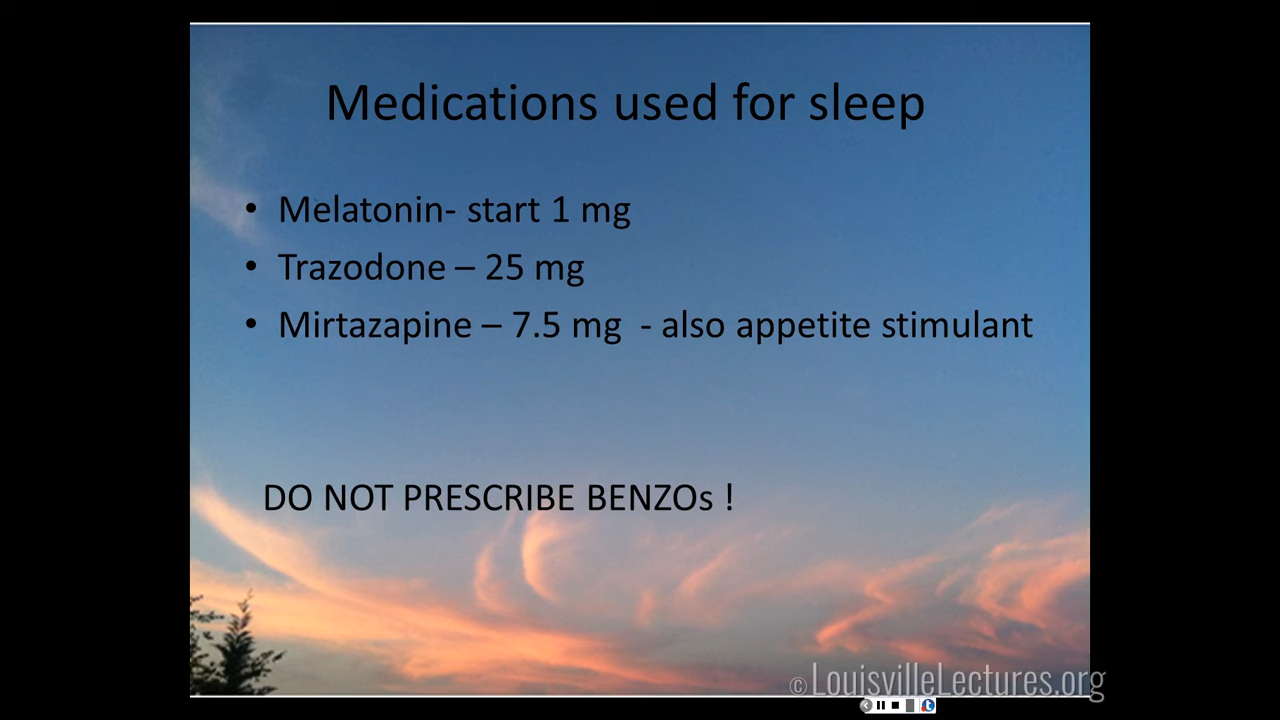 Medications used for sleep
• Melatonin- start 1 mg
• Trazodone – 25 mg
• Mirtazapine – 7.5 mg  - also appetite stimulant
DO NOT PRESCRIBE BENZOs !
© LouisvilleLectures.org